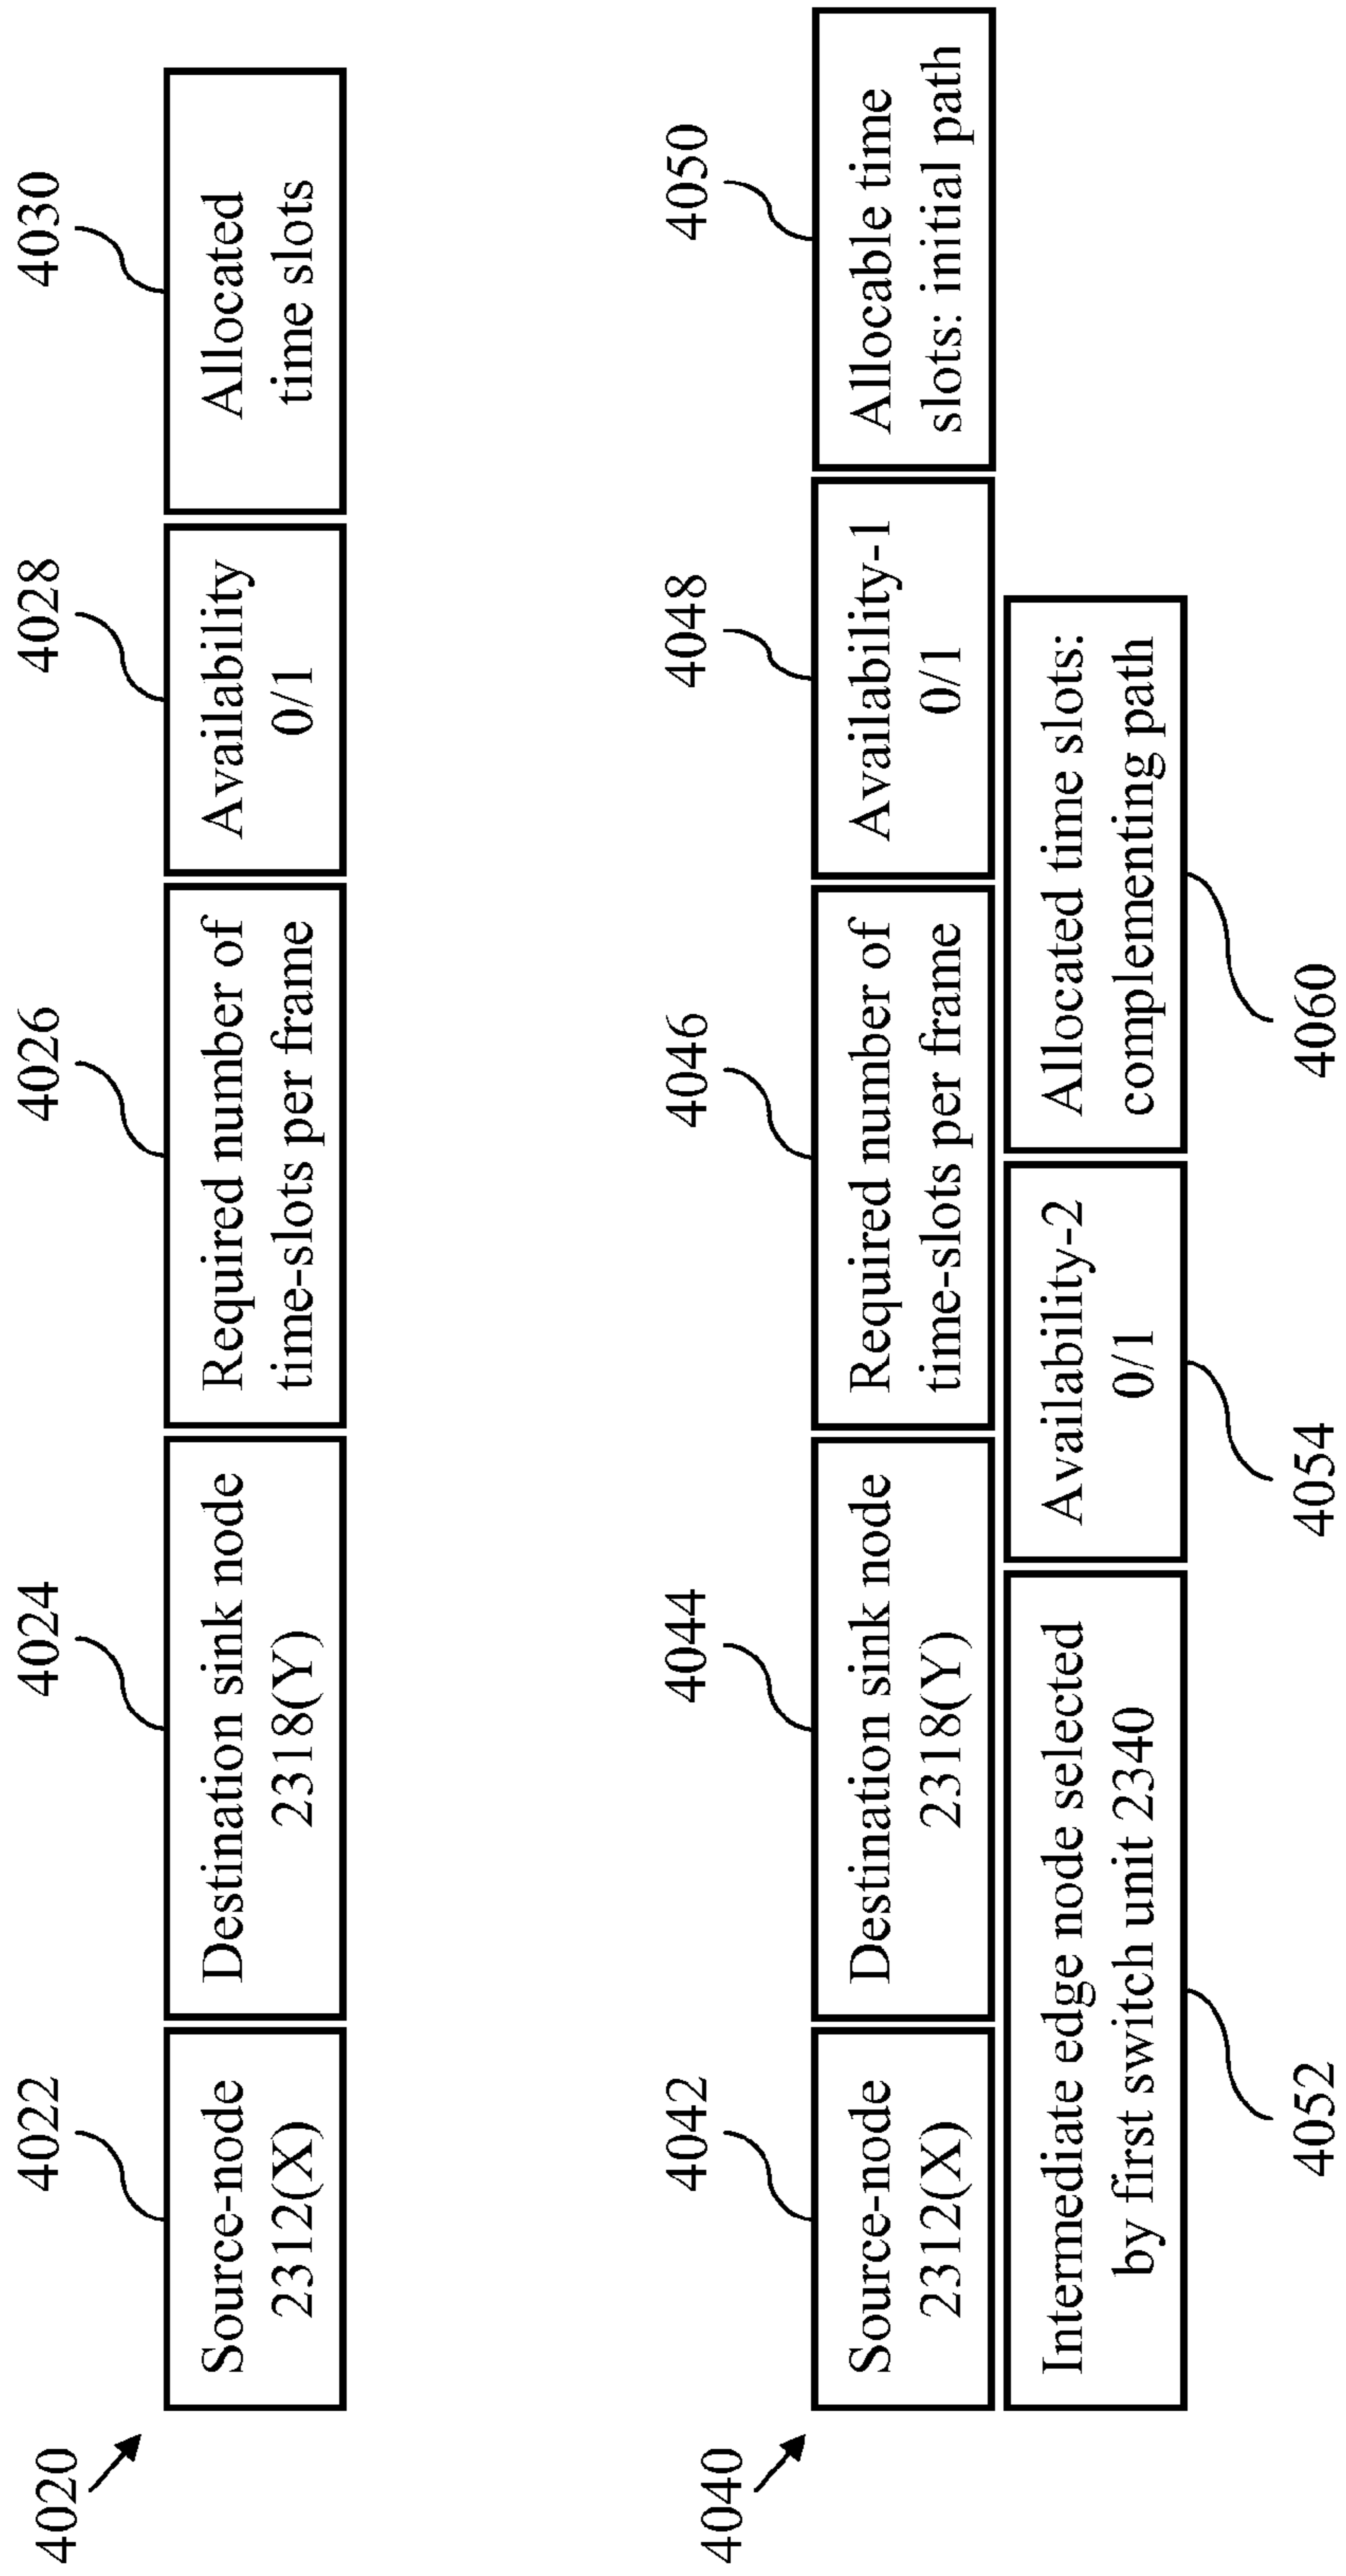 4020
4022
4024
4026
4028
4030
Source-node
2312(X)
Destination sink node
2318(Y)
Required number of
time-slots per frame
Availability
0/1
Allocated
time slots
4040
4042
4044
4046
4048
4050
Source-node
2312(X)
Destination sink node
2318(Y)
Required number of
time-slots per frame
Availability-1
0/1
Allocable time
slots: initial path
Intermediate edge node selected
by first switch unit 2340
Availability-2
0/1
Allocated time slots:
complementing path
4052
4054
4060